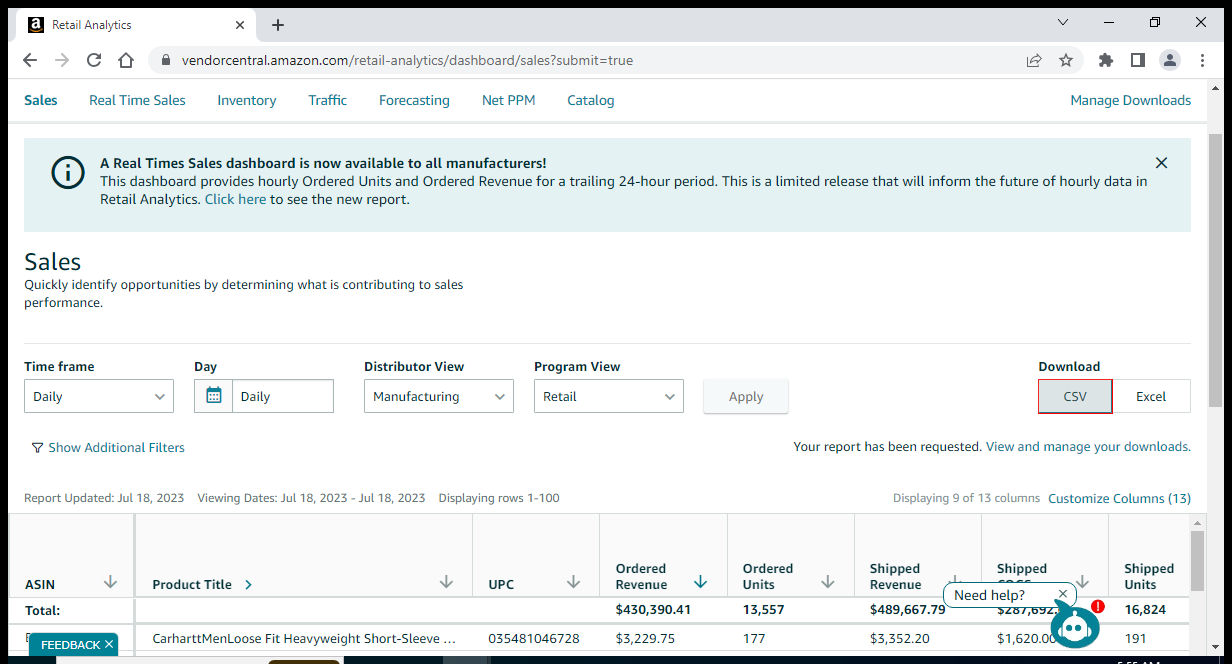 Retail Analytics
vendorcentral.amazon.com/retail-analytics/dashboard/sales?submit=true
Sales Real Time Sales Inventory Traffic Forecasting Net PPM Catalog Manage Downloads
A Real Times Sales dashboard is now available to all manufacturers!
This dashboard provides hourly Ordered Units and Ordered Revenue for a trailing 24-hour period. This is a limited release that will inform the future of hourly data in
Retail Analytics. Click here to see the new report.
Sales
Quickly identify opportunities by determining what is contributing to sales
performance.
Time frame Day Distributor View Program View Download
Daily Daily Manufacturing Retail Apply CSV Excel
Show Additional Filters Your report has been requested. View and manage your downloads.
Report Updated: Jul 18, 2023 Viewing Dates: Jul 18, 2023 - Jul 18, 2023 Displaying rows 1-100 Displaying 9 of 13 columns Customize Columns (13)
ASIN Product Title UPC Ordered Revenue Ordered Units Shipped Revenue Shipped Shipped Units
Need help?
Total: $430,390.41 13,557 $489,667.79 16,824
CarharttMenLoose Fit Heavyweight Short-Sleeve ... 035481046728 $3,229.75 177 $3,352.20 191
FEEDBACK